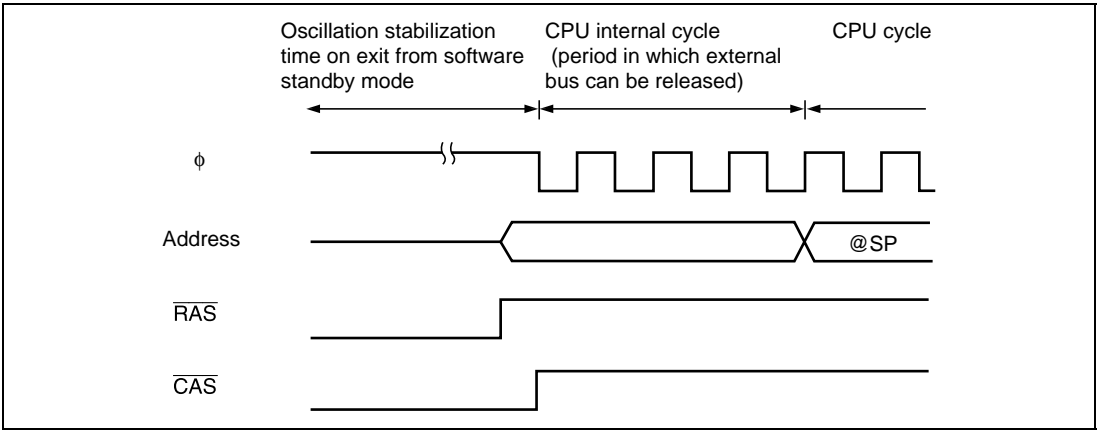 Oscillation stabilization
time on exit from software
standby mode
CPU internal cycle
(period in which external
bus can be released)
CPU cycle
ϕ
Address
@SP
RAS
CAS